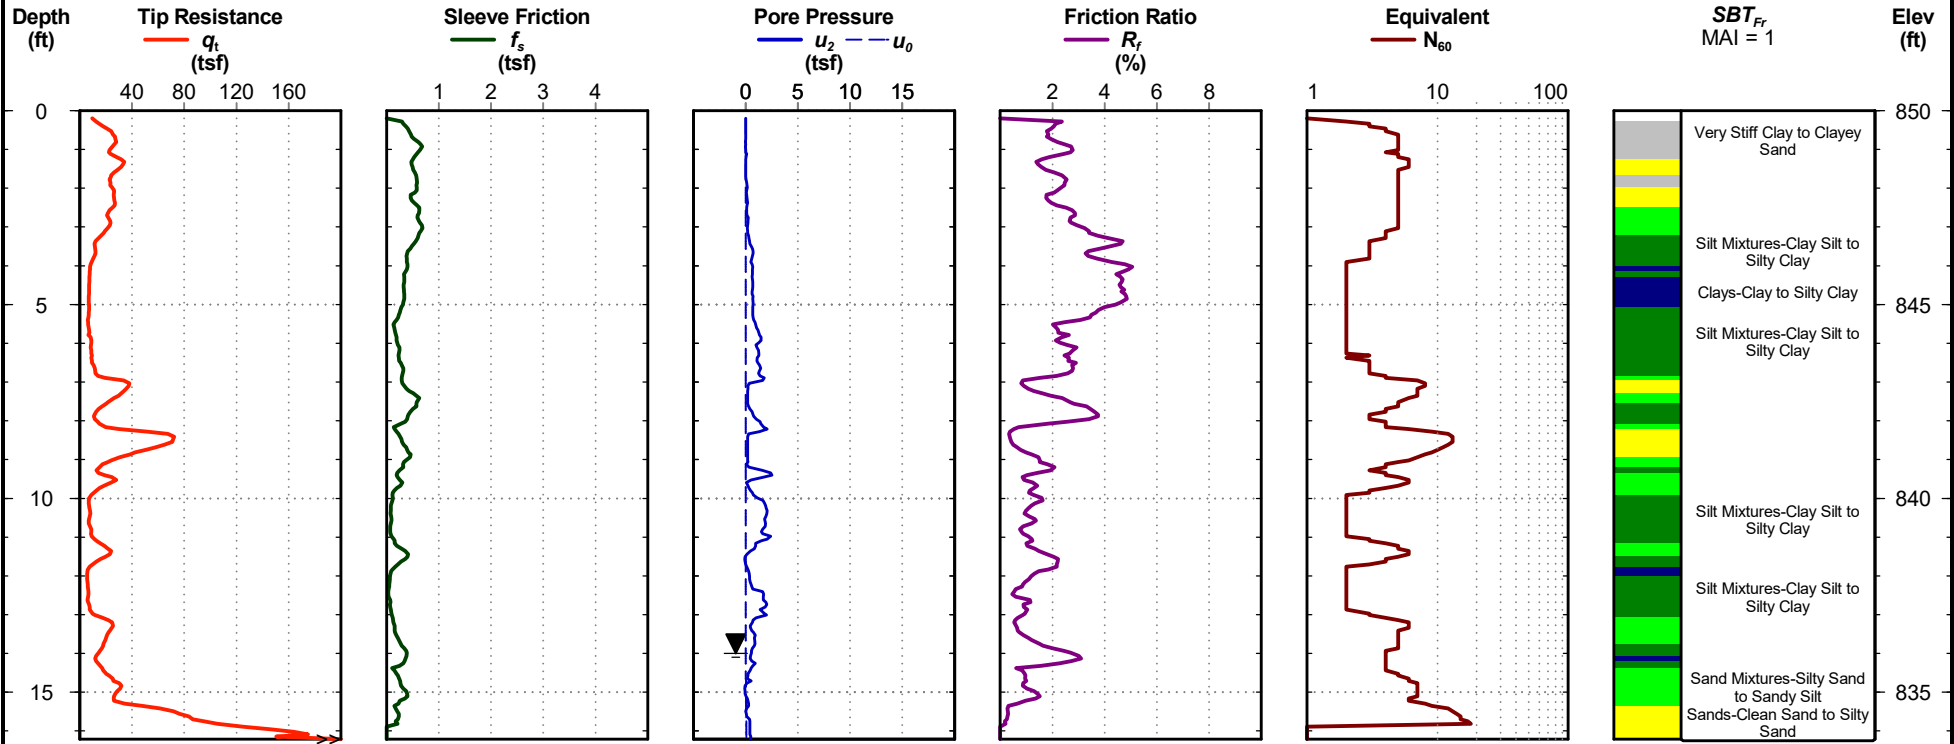 Depth
(ft)
Tip Resistance
qt
(tsf)
Sleeve Friction
fs
(tsf)
Pore Pressure
u2 u0
(tsf)
Friction Ratio
Rf
(%)
Equivalent
N60
SBTFr
MAI = 1
Elev
(ft)
40 80 120 160
1 2 3 4
0 5 10 15
2 4 6 8
1 10 100
0
5
10
15
Very Stiff Clay to Clayey
Sand
Silt Mixtures-Clay Silt to
Silty Clay
Clays-Clay to Silty Clay
Silt Mixtures-Clay Silt to
Silty Clay
Silt Mixtures-Clay Silt to
Silty Clay
Silt Mixtures-Clay Silt to
Silty Clay
Sand Mixtures-Silty Sand
to Sandy Silt
Sands-Clean Sand to Silty
Sand
850
845
840
835